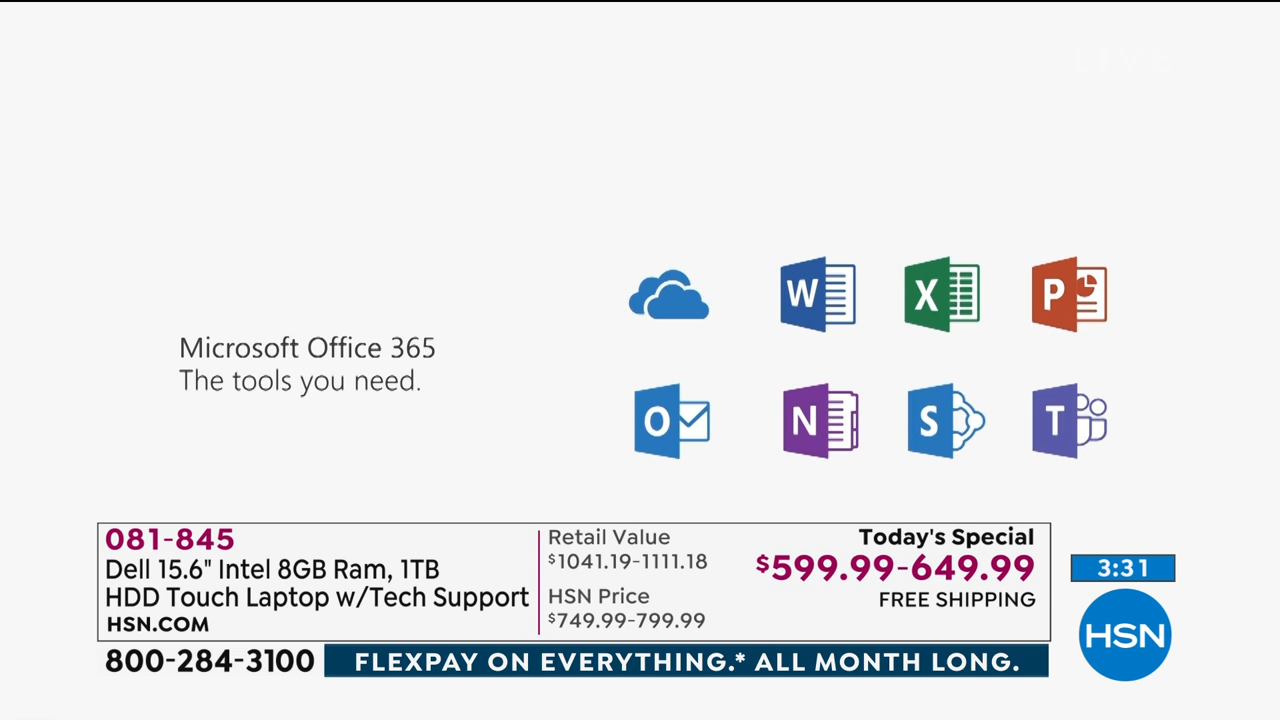 LIVE
W
X
P
Microsoft Office 365
The tools you need.
O
N
S
T
081-845
Dell 15.6" Intel 8GB Ram, 1TB
HDD Touch Laptop w/Tech Support
HSN.COM
Retail Value
$1041.19-1111.18
HSN Price
$749.99-799.99
Today's Special
$599.99-649.99
FREE SHIPPING
3:31
HSN
800-284-3100
FLEXPAY ON EVERYTHING.* ALL MONTH LONG.